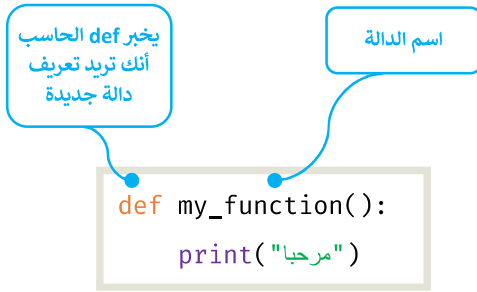 اسم الدالة
يخبر def الحاسب
أنك تريد تعريف
دالة جديدة
def my_function():
print("مرحبا")